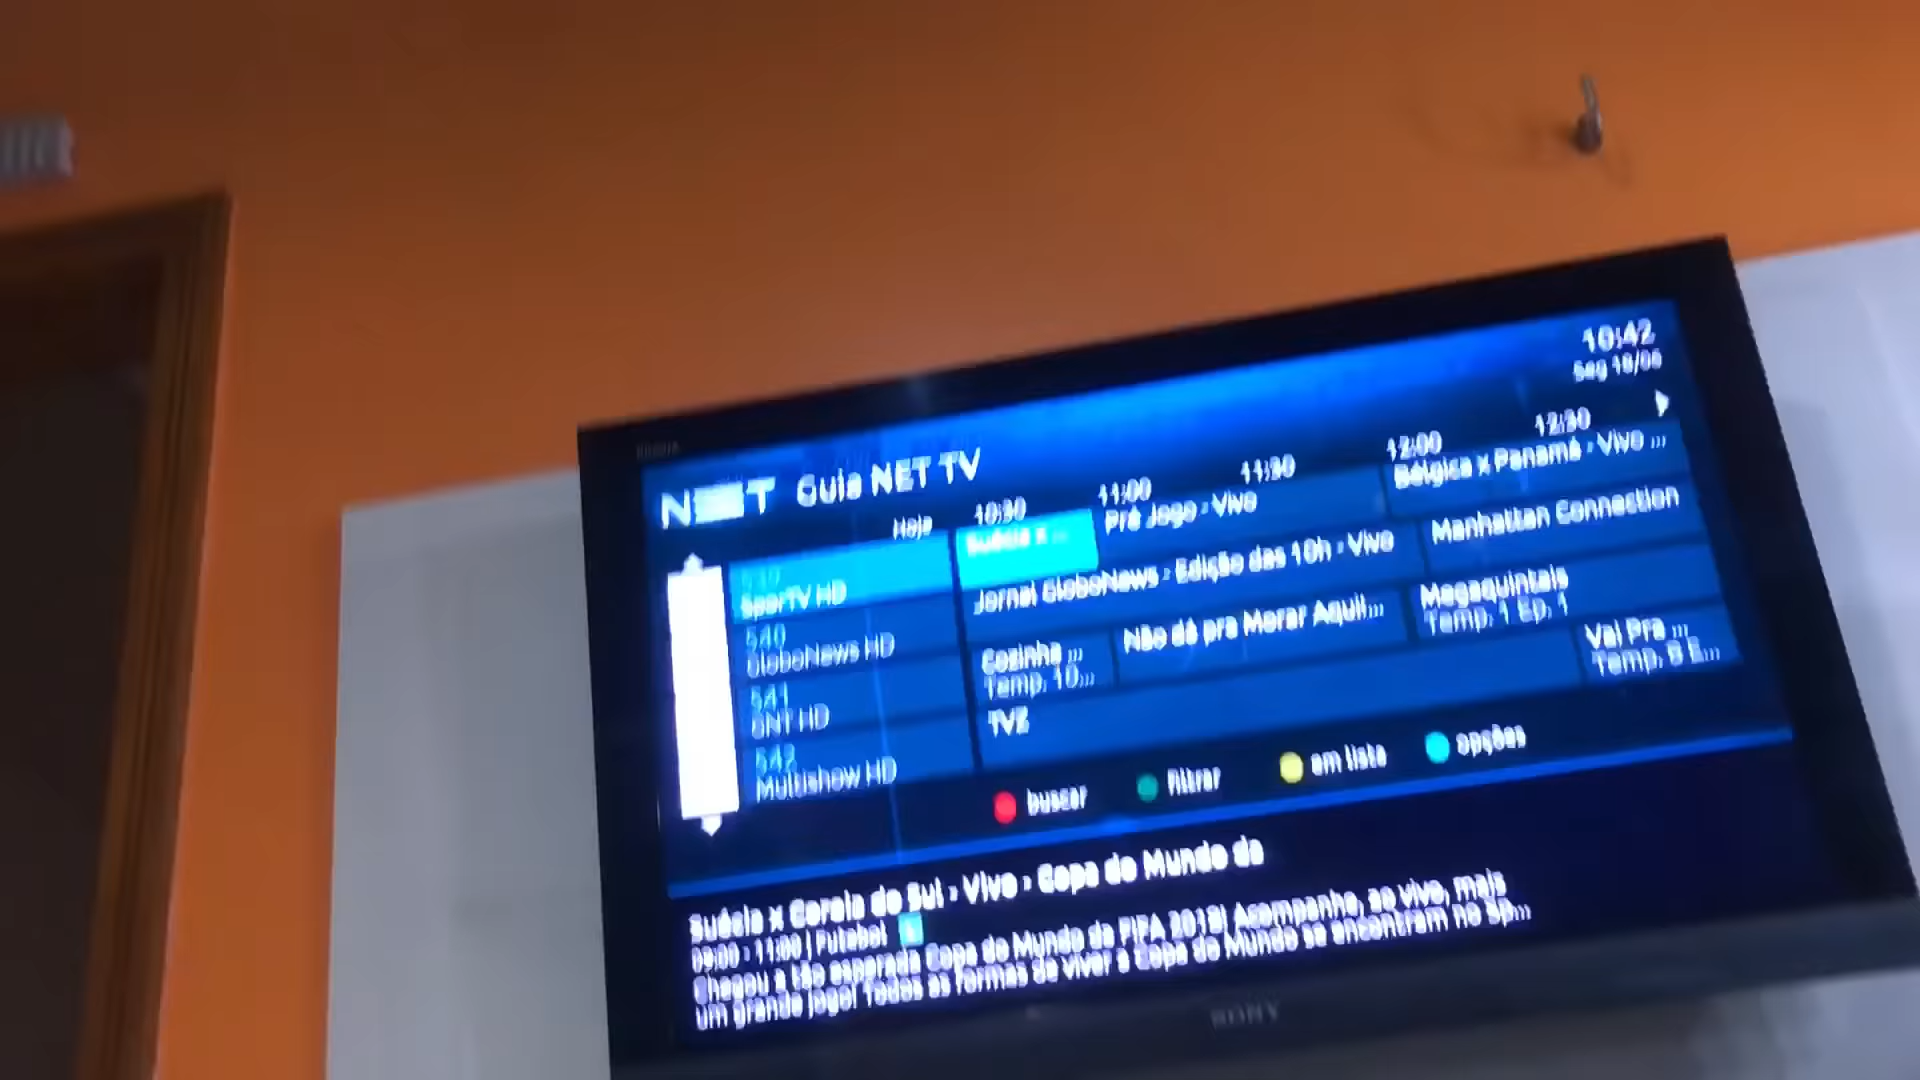 10:42
Seg 18/06
NET Guia NET TV
Hoje 10:30 11:00 11:30 12:00 12:30
539
SporTV HD
Suécia x ...
Pré Jogo - Vivo
Bélgica x Panamá - Vivo ...
540
GloboNews HD
Jornal GloboNews - Edição das 10h - Vivo
Manhattan Connection
541
GNT HD
Cozinha ...
Temp. 10...
Não dá pra Morar Aqui!...
Megaquintais
Temp. 1 Ep. 1
542
Multishow HD
TVZ
Vai Pra ...
Temp. 8 E...
buscar
filtrar
em lista
opções
Suécia x Coreia do Sul - Vivo - Copa do Mundo da
09:00 - 11:00 | Futebol
Chegou a tão esperada Copa do Mundo da FIFA 2018! Acompanhe, ao vivo, mais
um grande jogo! Todas as formas de viver a Copa do Mundo se encontram no Sp...
SONY